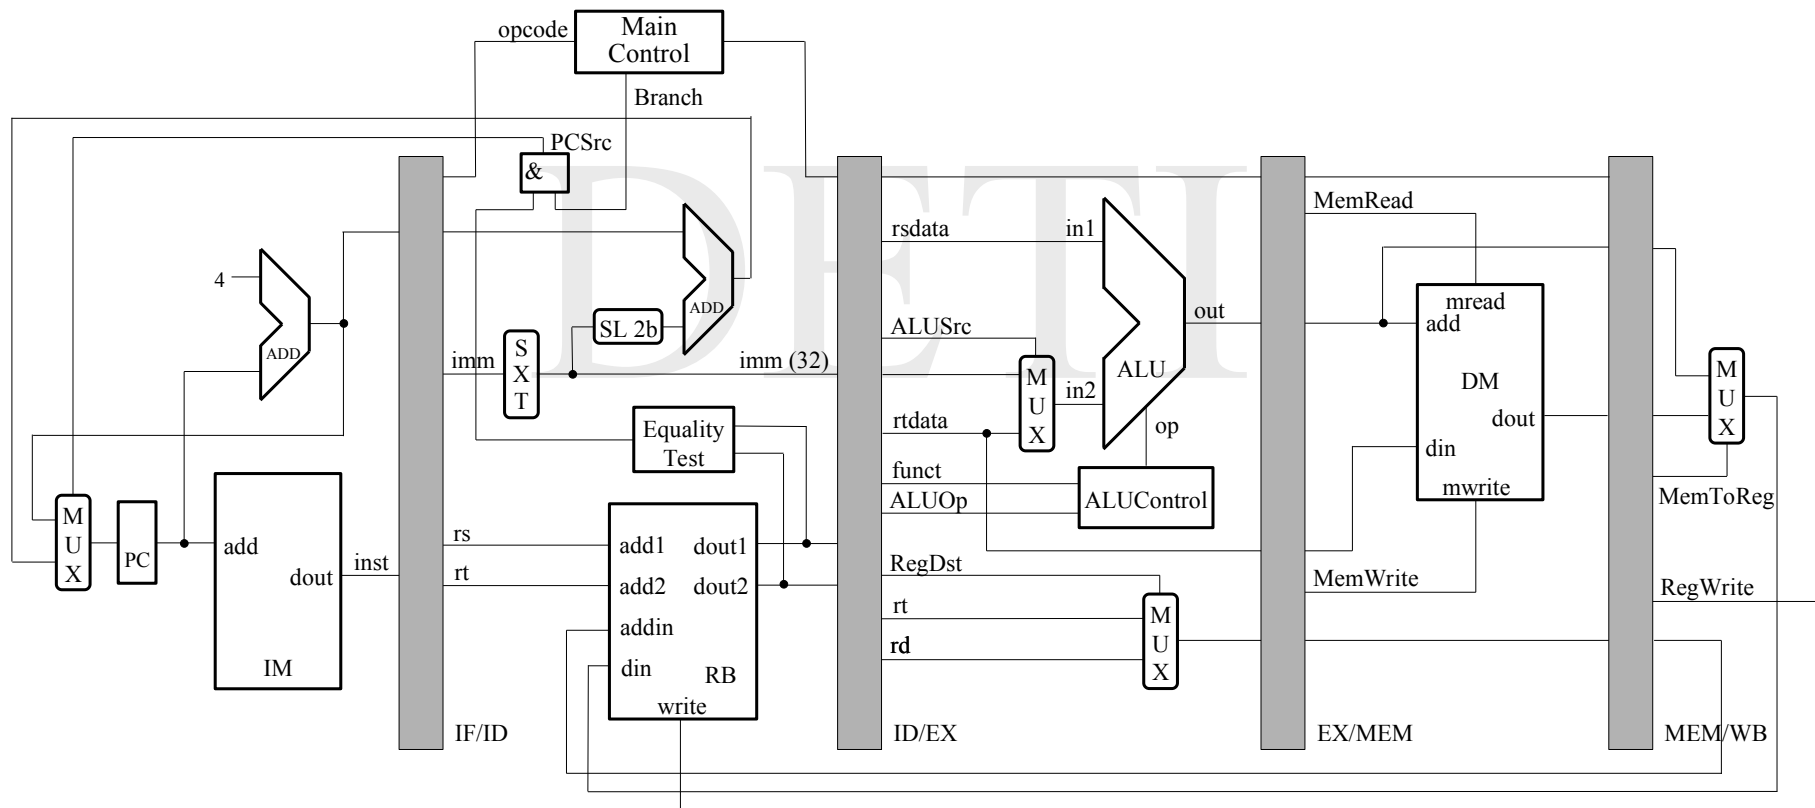 opcode
Main
Control
Branch
PCSrc
&
DETI
MemRead
rsdata
in1
4
ADD
ADD
mread
SL 2b
out
add
ALUSrc
S
X
T
imm
imm (32)
M
U
X
ALU
in2
DM
M
U
X
dout
rtdata
op
Equality
Test
din
funct
ALUControl
ALUOp
mwrite
MemToReg
M
U
X
PC
add
dout
inst
IM
rs
rt
add1
dout1
add2
dout2
addin
din
RB
write
RegDst
rt
rd
M
U
X
MemWrite
RegWrite
IF/ID
ID/EX
EX/MEM
MEM/WB